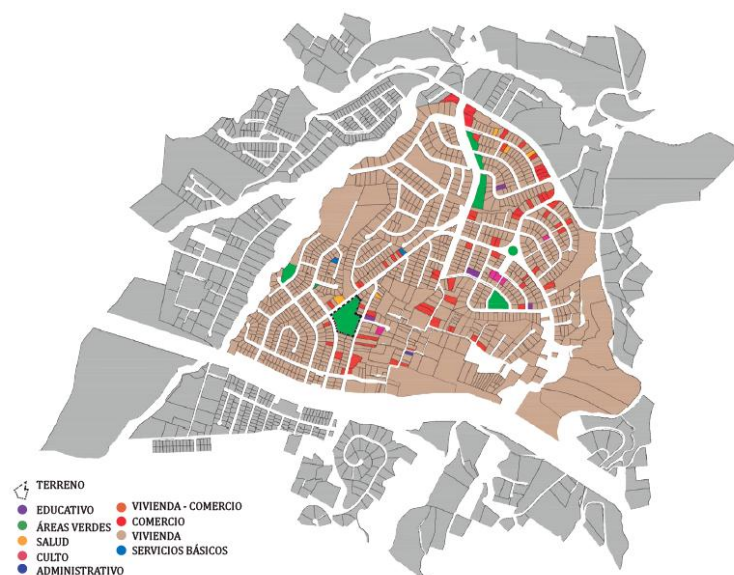 TERRENO
EDUCATIVO
ÁREAS VERDES
SALUD
CULTO
ADMINISTRATIVO
VIVIENDA - COMERCIO
COMERCIO
VIVIENDA
SERVICIOS BÁSICOS